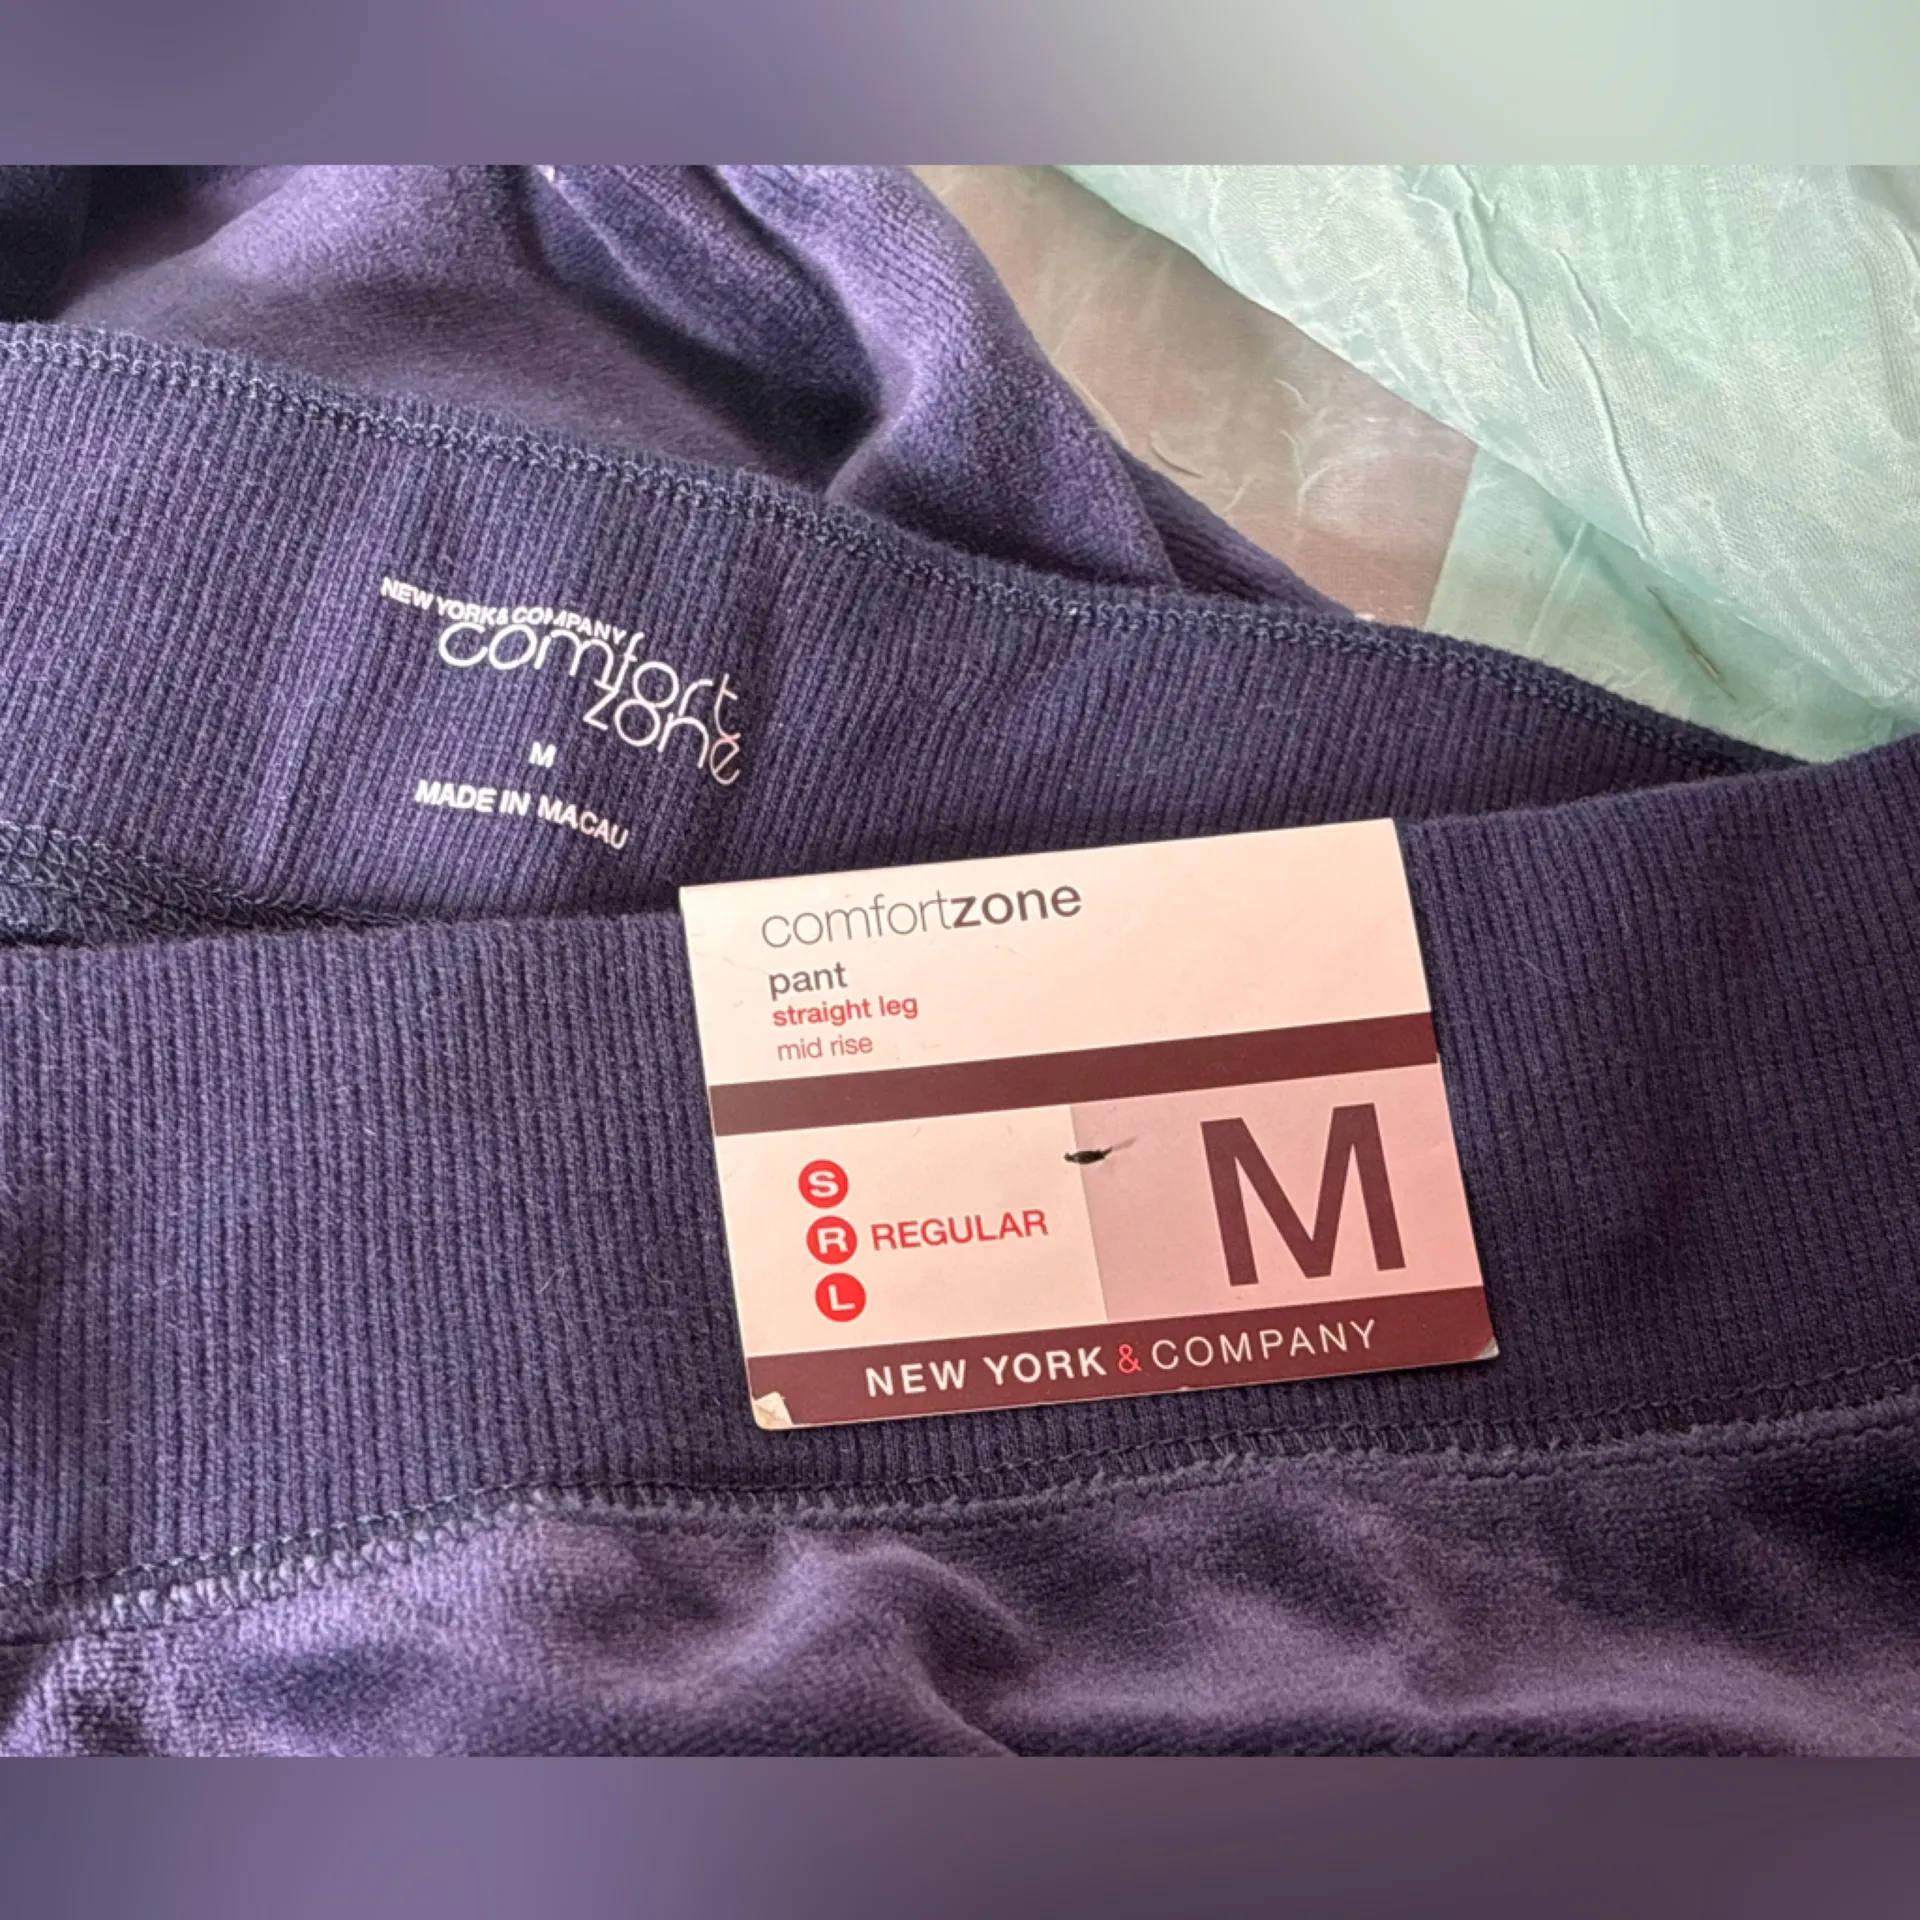 NEW YORK & COMPANY
comfort
zone
M
MADE IN MACAU
comfortzone
pant
straight leg
mid rise
S
R REGULAR
L
M
NEW YORK & COMPANY